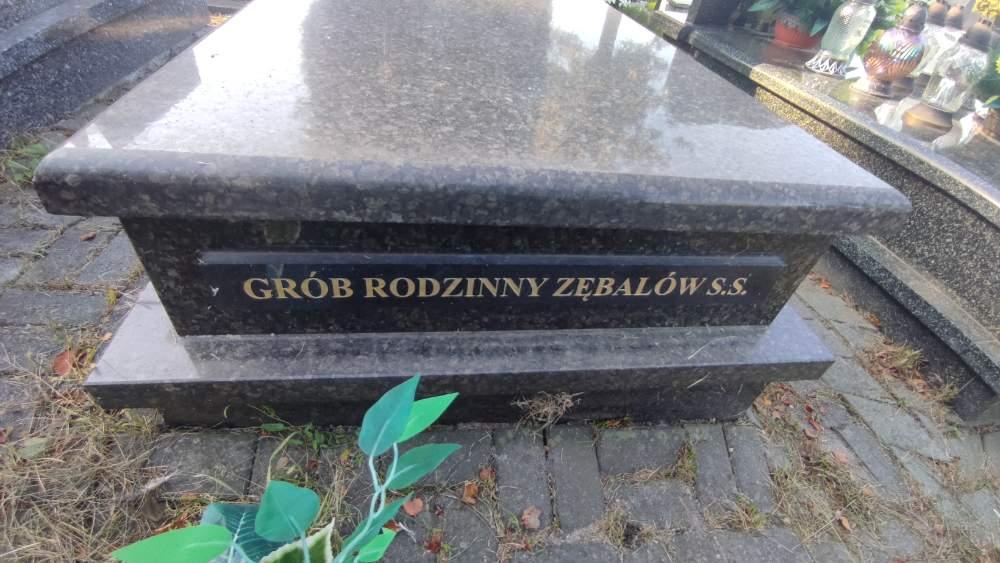 GRÓB RODZINNY ZĘBALÓW S.S.